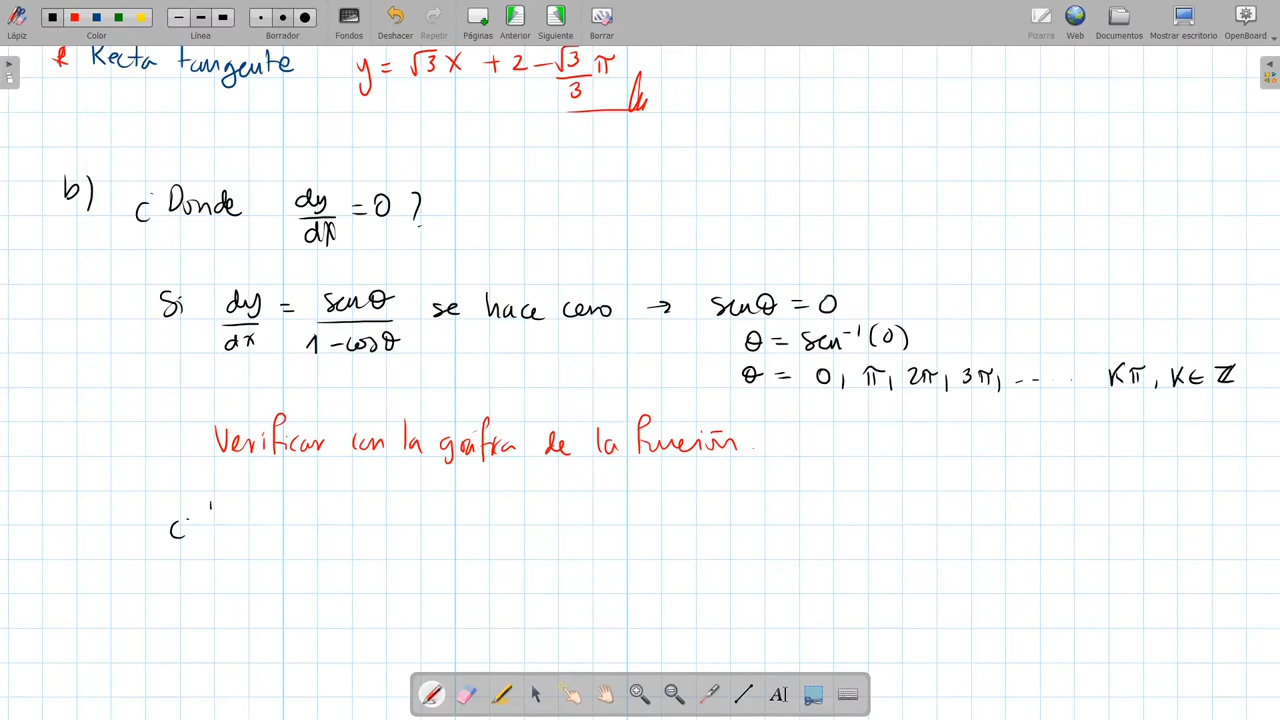 Lápiz Color Línea Borrador Fondos Deshacer Repetir Páginas Anterior Siguiente Borrar Pizarra Web Documentos Mostrar escritorio OpenBoard
Recta tangente y = √3 x + 2 - √3/3 π
b) ¿Donde dy/dx = 0 ?
Si dy/dx = senθ/1-cosθ se hace cero → senθ = 0
θ = sen⁻¹(0)
θ = 0, π, 2π, 3π, ... Kπ, K ∈ ℤ
Verificar con la gráfica de la función.
¿